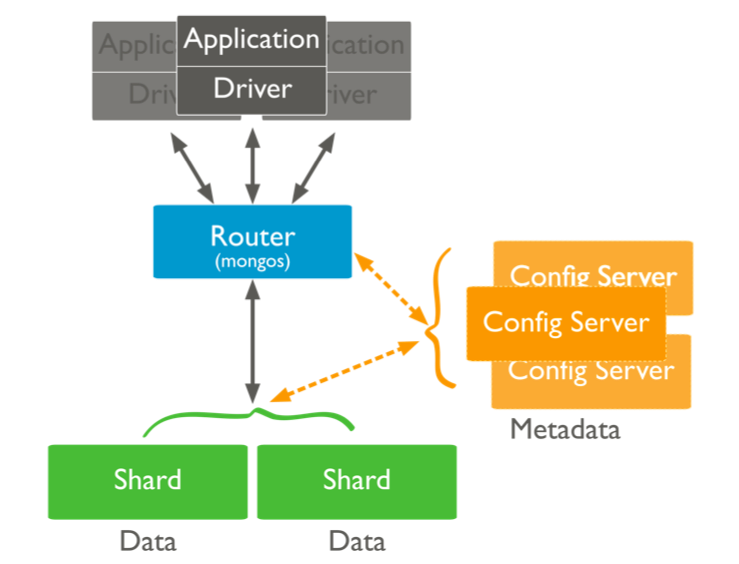 Application
Driver
Router
(mongos)
Config Server
Config Server
Config Server
Metadata
Shard
Shard
Data
Data